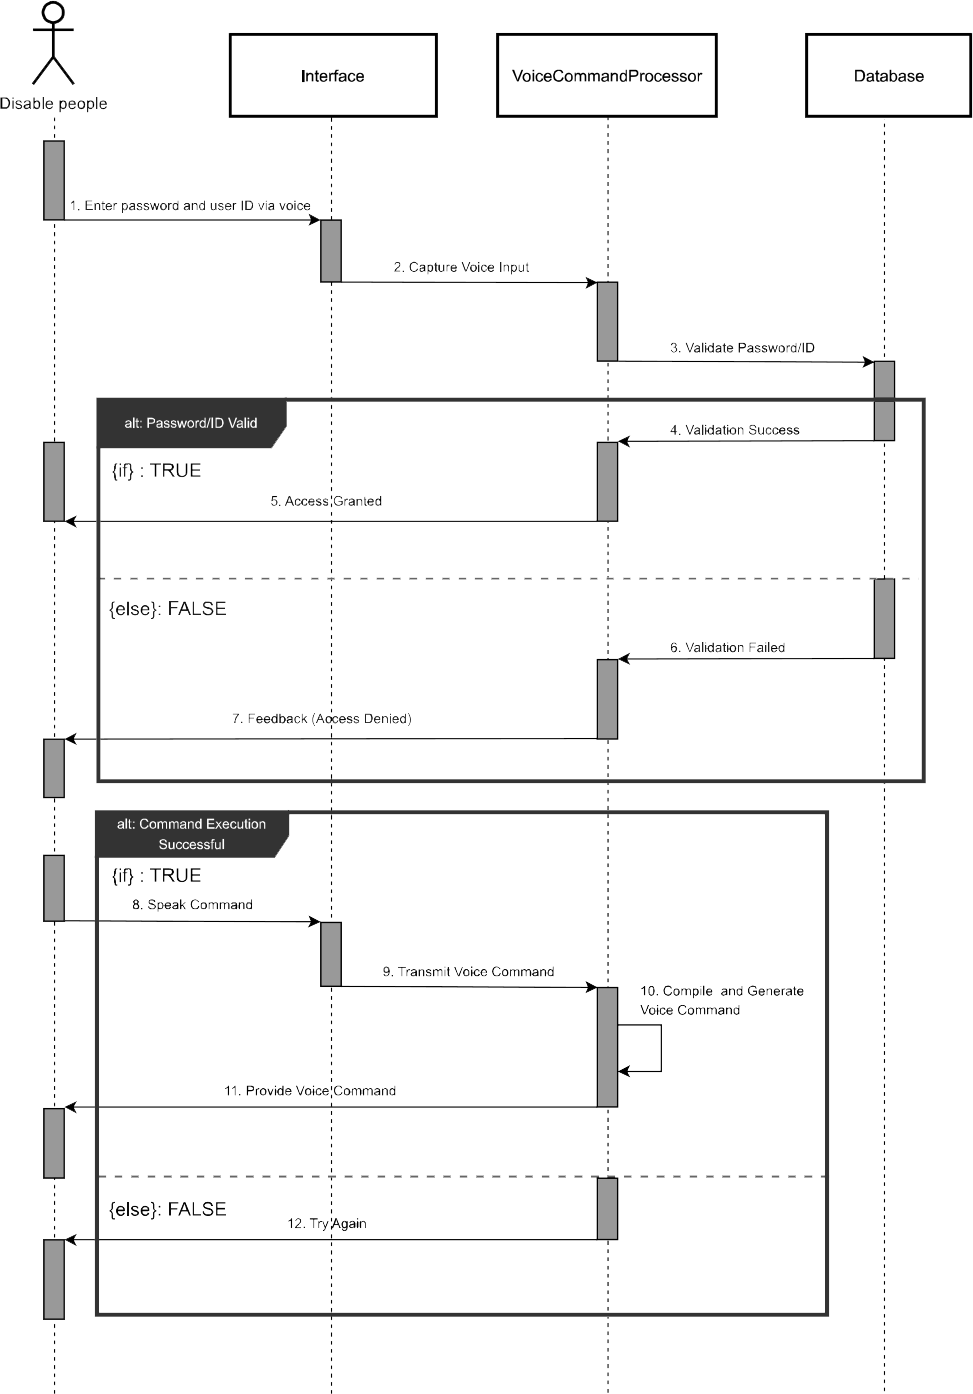 Disable people
Interface
VoiceCommandProcessor
Database
1. Enter password and user ID via voice
2. Capture Voice Input
3. Validate Password/ID
alt: Password/ID Valid
4. Validation Success
{if} : TRUE
5. Access Granted
{else}: FALSE
6. Validation Failed
7. Feedback (Access Denied)
alt: Command Execution
Successful
{if} : TRUE
8. Speak Command
9. Transmit Voice Command
10. Compile and Generate
Voice Command
11. Provide Voice Command
{else}: FALSE
12. Try Again